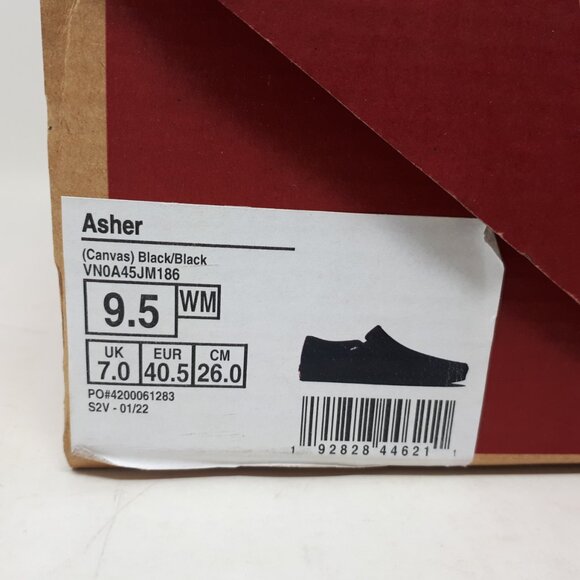 Asher
(Canvas) Black/Black
VN0A45JM186
9.5 WM
UK EUR CM
7.0 40.5 26.0
PO#4200061283
S2V - 01/22
1 92828 44621 1